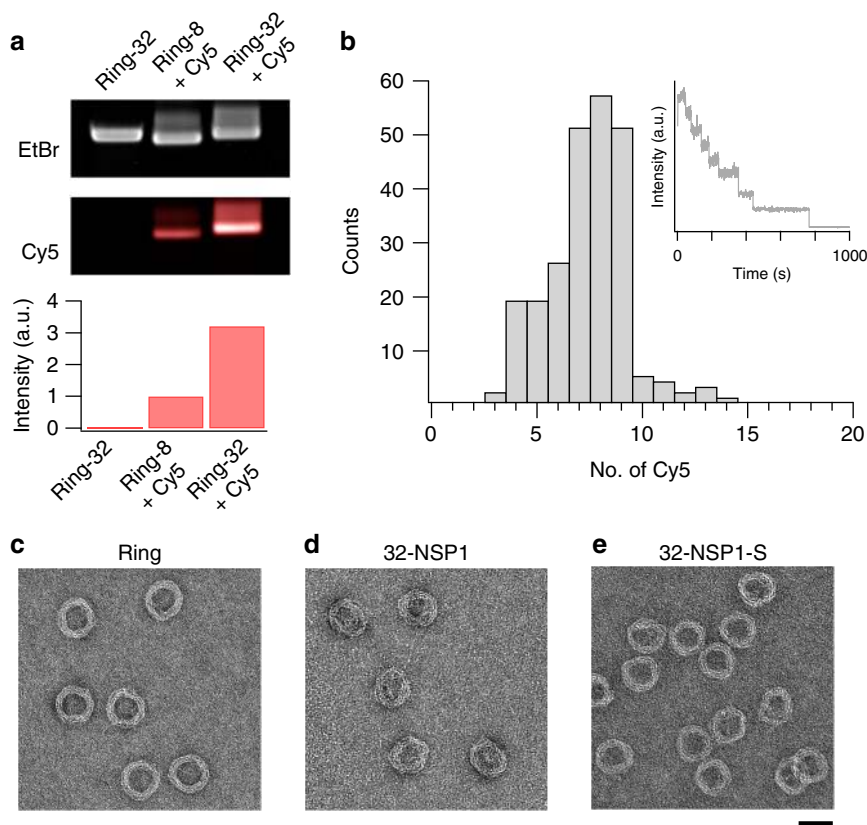 a
Ring-32
Ring-8
+ Cy5
Ring-32
+ Cy5
EtBr
Cy5
4
3
2
1
0
Intensity (a.u.)
Ring-32
Ring-8
+ Cy5
Ring-32
+ Cy5
b
60
50
40
30
20
10
Counts
0
5
10
15
20
No. of Cy5
Intensity (a.u.)
0
1000
Time (s)
c
Ring
d
32-NSP1
e
32-NSP1-S